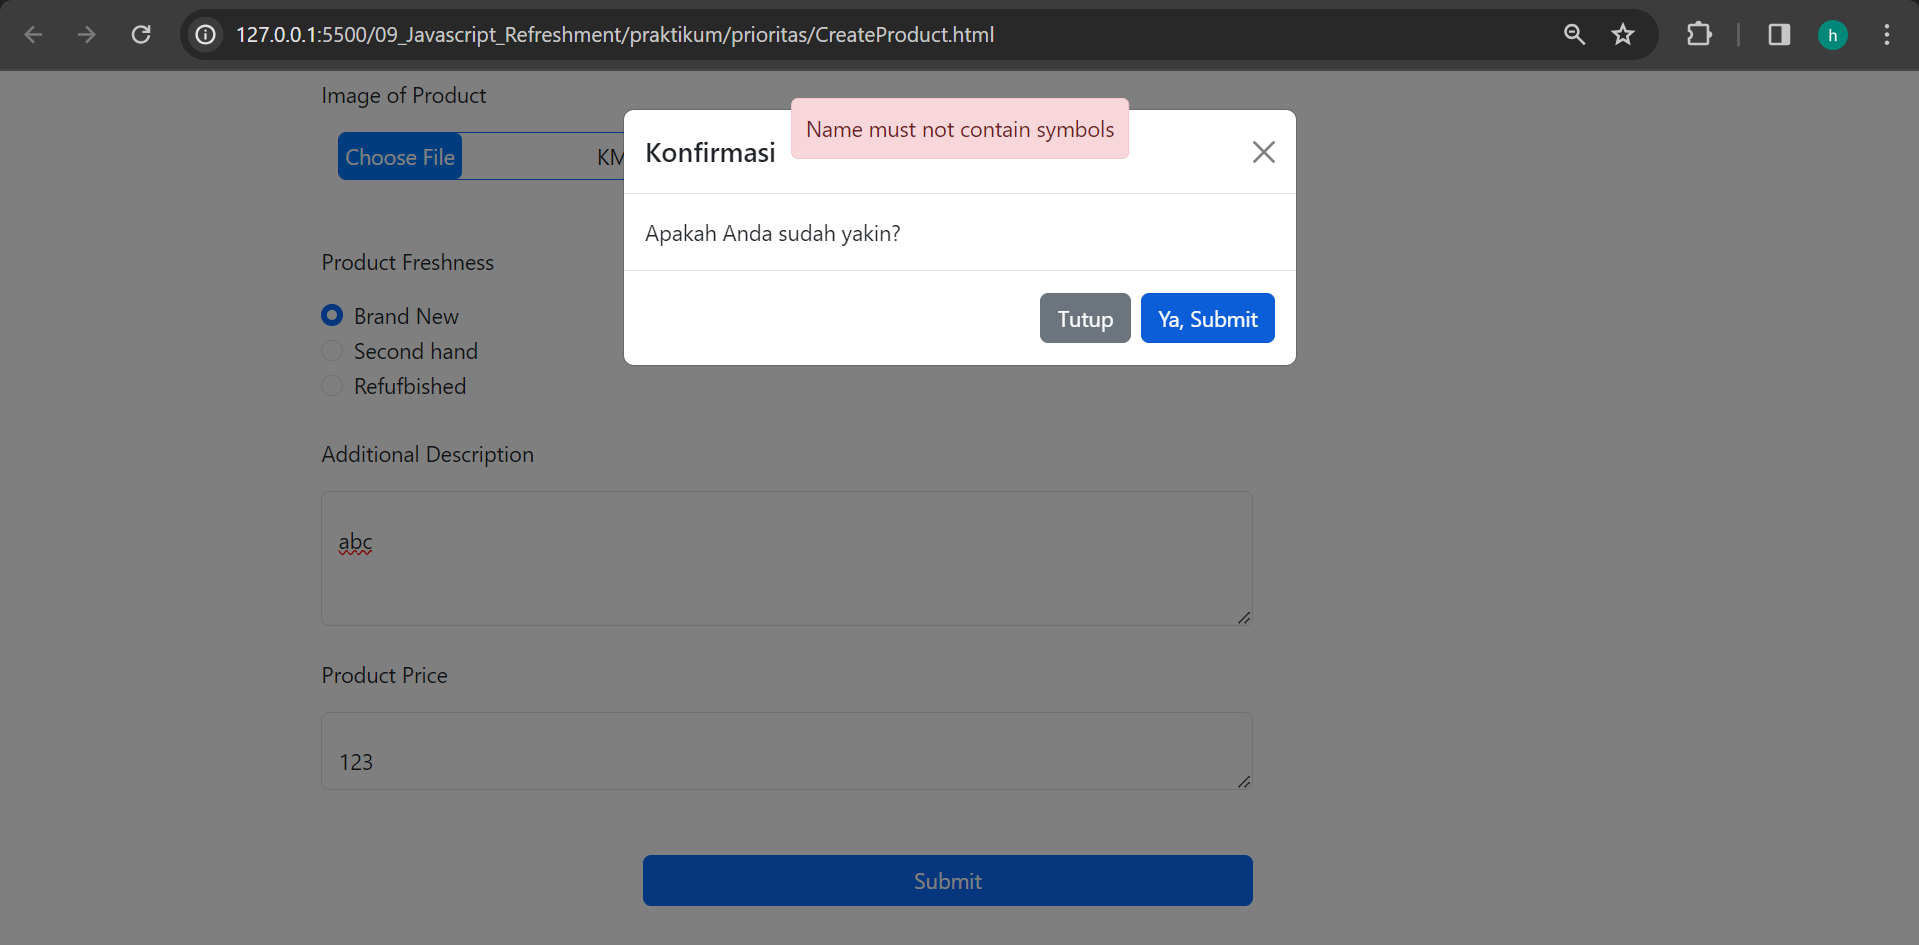 127.0.0.1:5500/09_Javascript_Refreshment/praktikum/prioritas/CreateProduct.html
h
Image of Product
Choose File
KM
Name must not contain symbols
Konfirmasi
Apakah Anda sudah yakin?
Tutup
Ya, Submit
Product Freshness
Brand New
Second hand
Refufbished
Additional Description
abc
Product Price
123
Submit